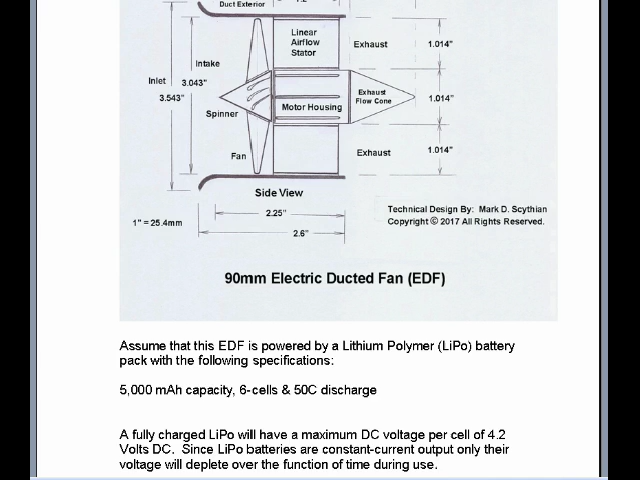 Duct Exterior
1.2"
Linear
Airflow
Stator
Exhaust
1.014"
Intake
Inlet
3.043"
3.543"
Exhaust
Flow Cone
1.014"
Motor Housing
Spinner
Fan
Exhaust
1.014"
Side View
2.25"
1" = 25.4mm
2.6"
Technical Design By: Mark D. Scythian
Copyright © 2017 All Rights Reserved.
90mm Electric Ducted Fan (EDF)
Assume that this EDF is powered by a Lithium Polymer (LiPo) battery
pack with the following specifications:
5,000 mAh capacity, 6-cells & 50C discharge
A fully charged LiPo will have a maximum DC voltage per cell of 4.2
Volts DC. Since LiPo batteries are constant-current output only their
voltage will deplete over the function of time during use.